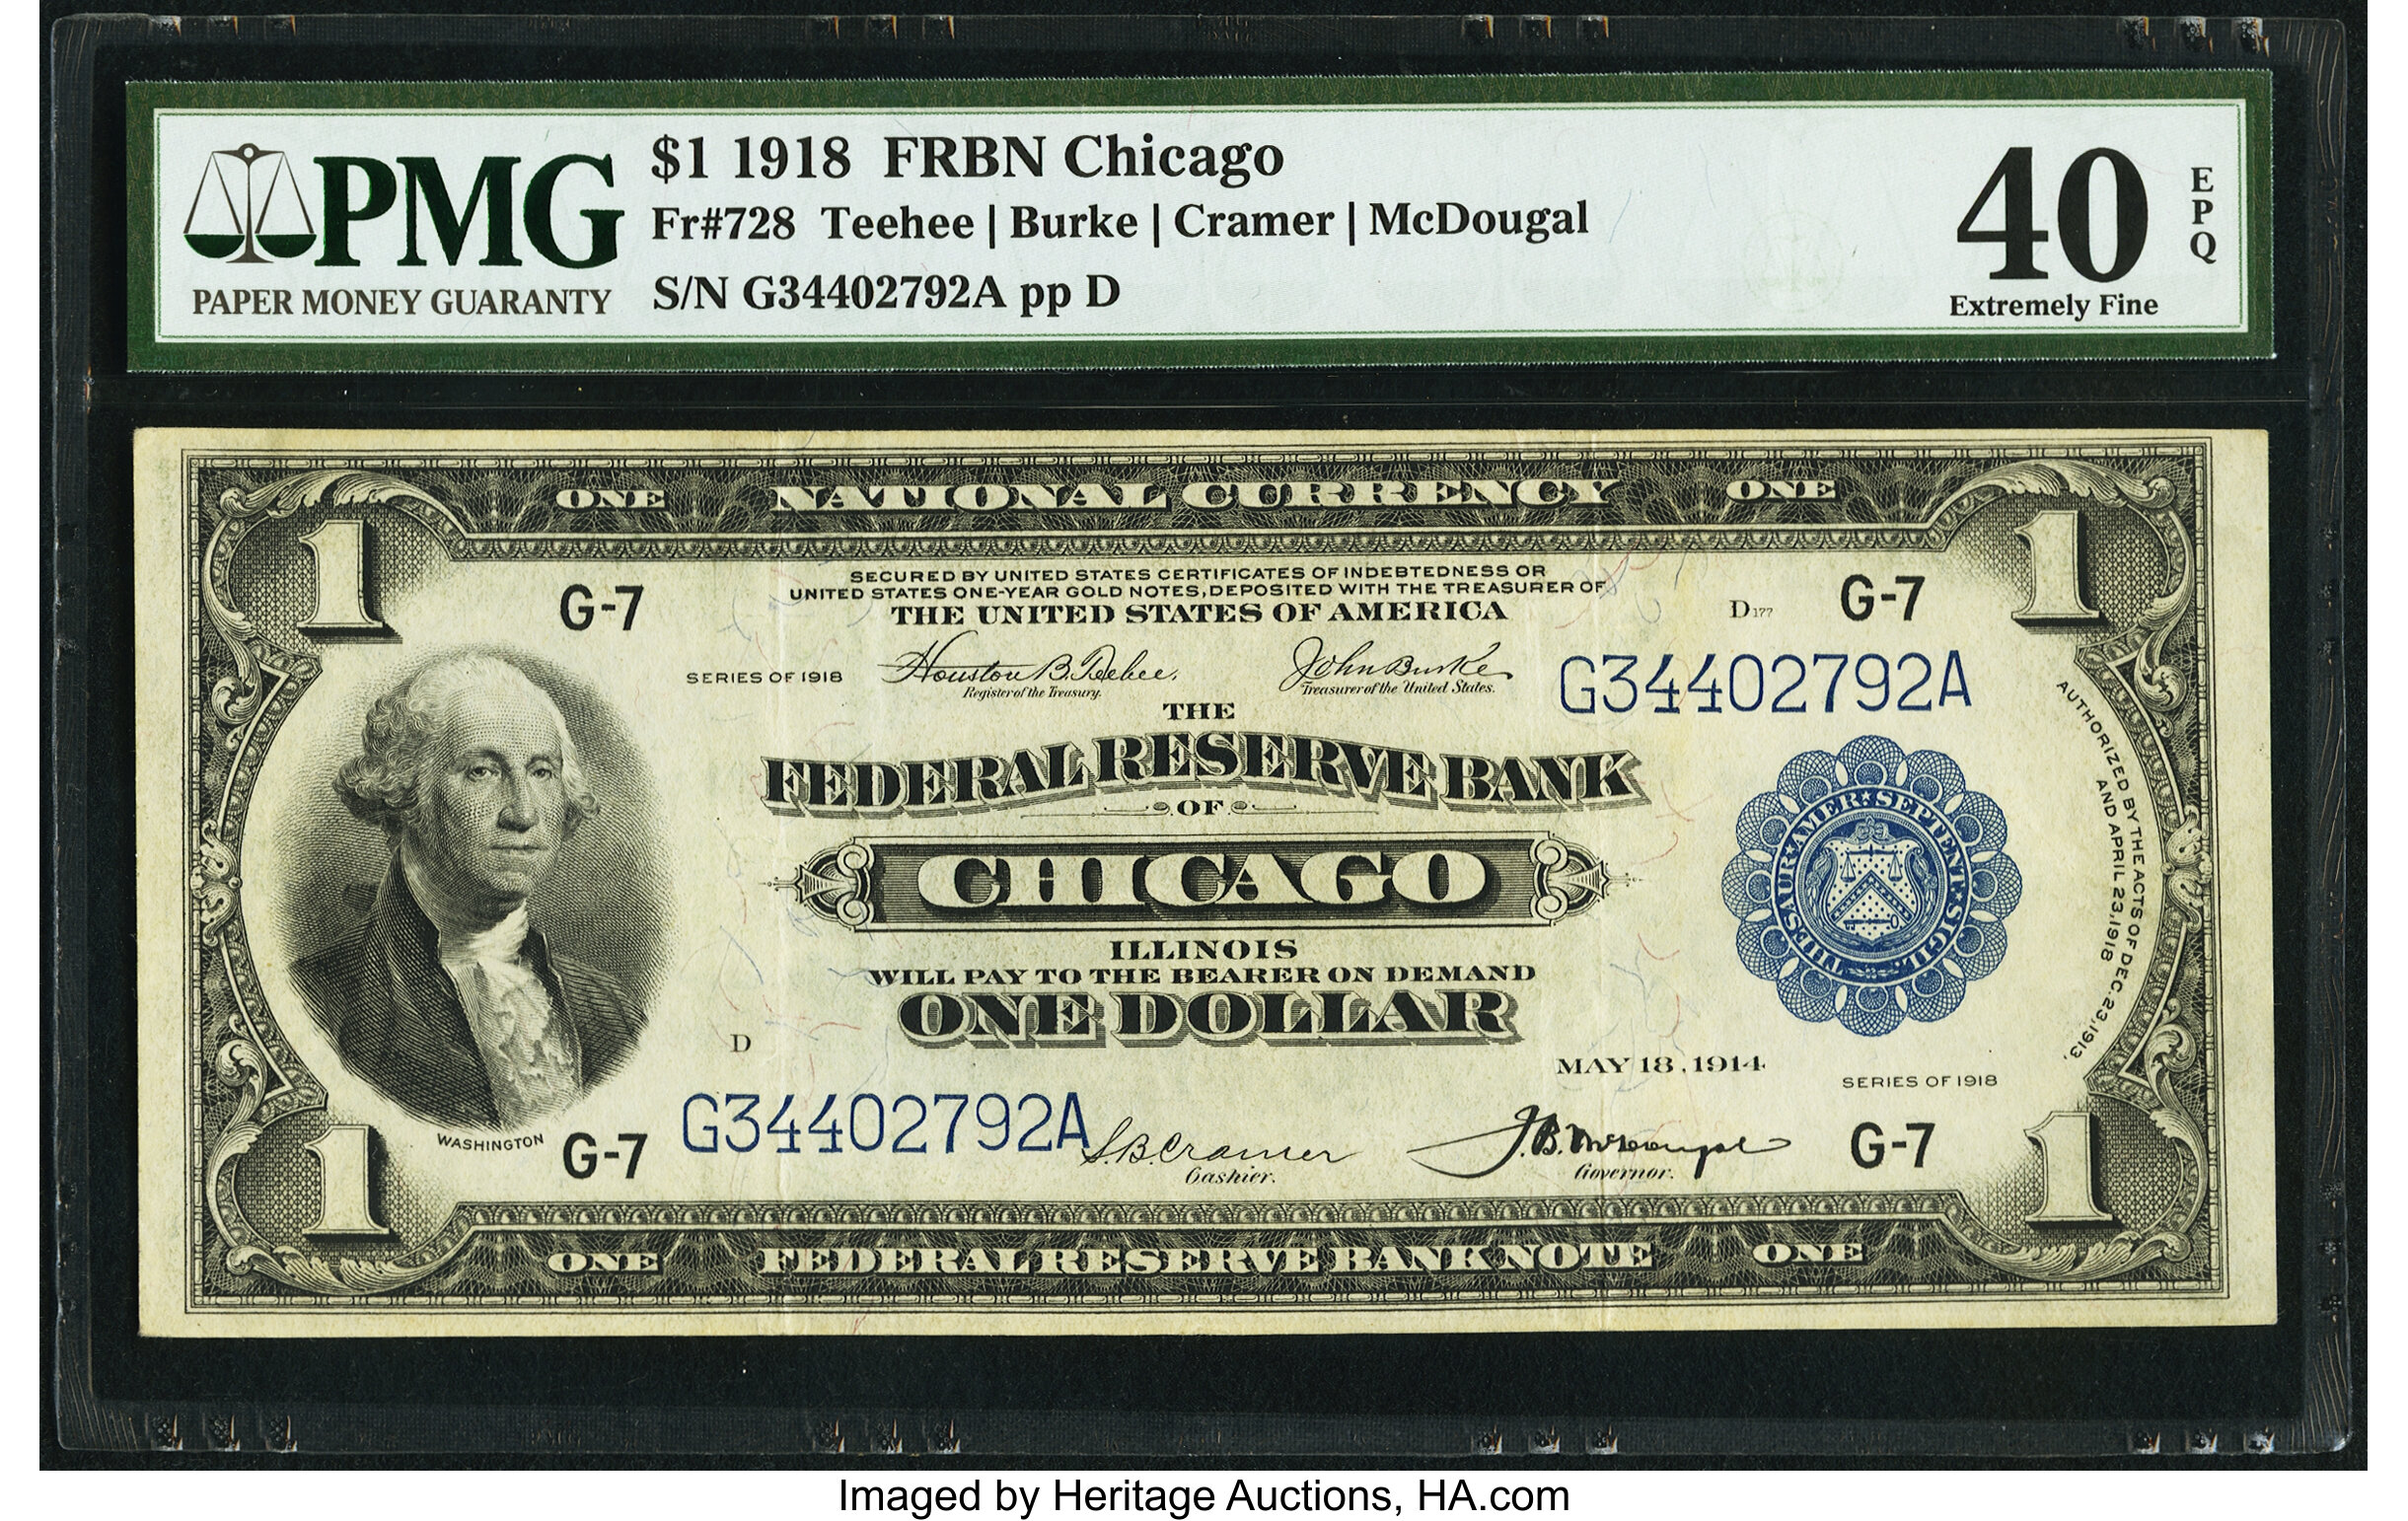 PMG
PAPER MONEY GUARANTY
$1 1918 FRBN Chicago
Fr#728 Teehee | Burke | Cramer | McDougal
S/N G34402792A pp D
40
EPQ
Extremely Fine
ONE NATIONAL CURRENCY ONE
1 1
SECURED BY UNITED STATES CERTIFICATES OF INDEBTEDNESS OR
UNITED STATES ONE-YEAR GOLD NOTES, DEPOSITED WITH THE TREASURER OF
THE UNITED STATES OF AMERICA
G-7 D177 G-7
SERIES OF 1918 Houston B. Teehee. John Burke
Register of the Treasury. Treasurer of the United States.
G34402792A
THE
FEDERAL RESERVE BANK
OF
CHICAGO
ILLINOIS
WILL PAY TO THE BEARER ON DEMAND
ONE DOLLAR
THESAUR. AMER. SEPTENT. SIGIL.
AUTHORIZED BY THE ACTS OF DEC. 23, 1913,
AND APRIL 23, 1918
D
MAY 18, 1914
SERIES OF 1918
WASHINGTON
G-7 G34402792A S.B. Cramer J.B. McDougal G-7
Cashier. Governor.
1 1
ONE FEDERAL RESERVE BANK NOTE ONE
Imaged by Heritage Auctions, HA.com